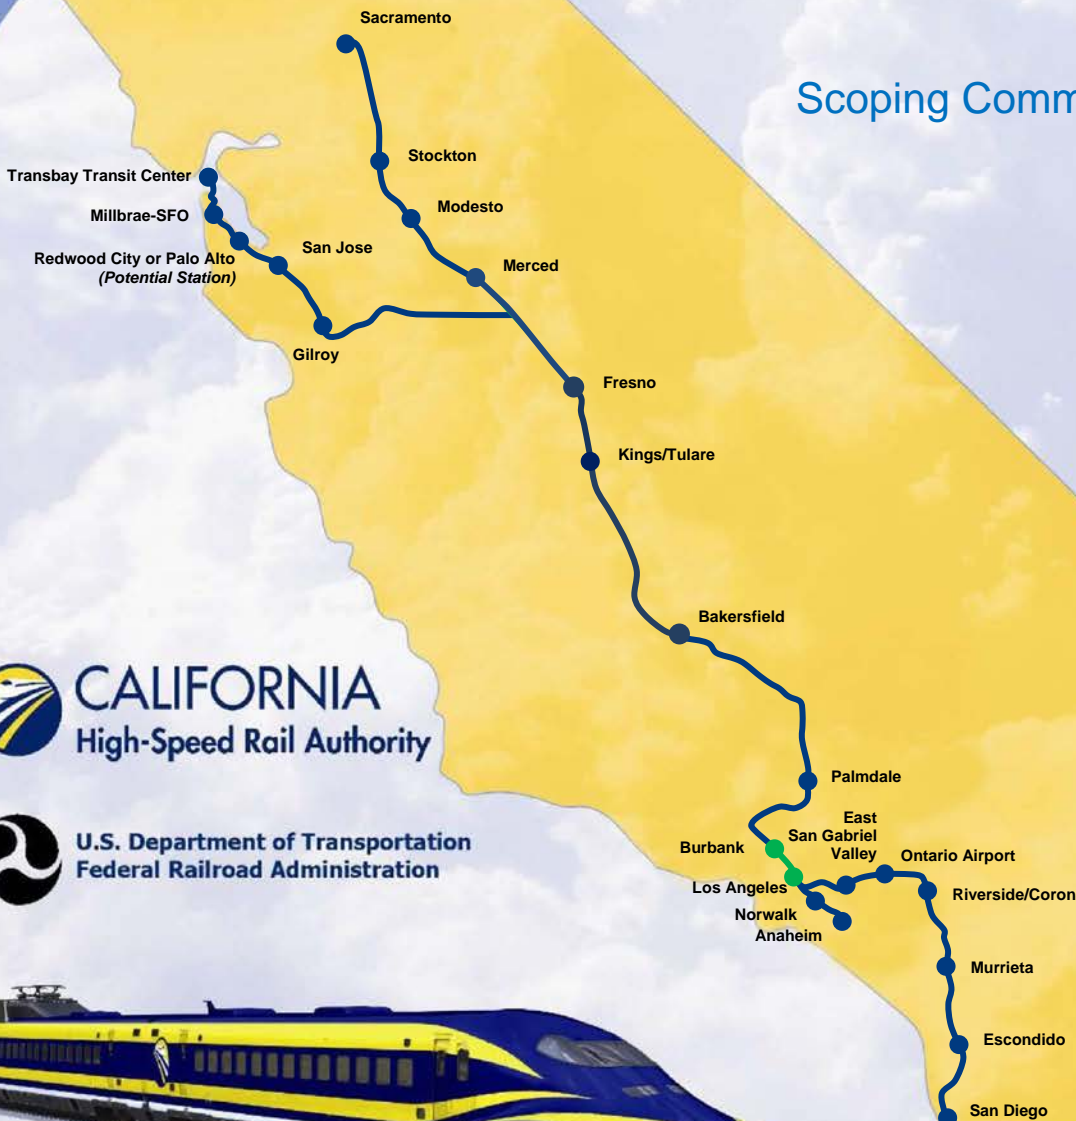 Sacramento
Scoping
Stockton
Transbay Transit Center
Modesto
Millbrae-SFO
San Jose
Redwood City or Palo Alto
(Potential Station)
Merced
Gilroy
Fresno
Kings/Tulare
Bakersfield
CALIFORNIA
High-Speed Rail Authority
Palmdale
East
San Gabriel
Valley
U.S. Department of Transportation
Federal Railroad Administration
Burbank
Ontario Airport
Los Angeles
Riverside/Coron
Norwalk
Anaheim
Murrieta
Escondido
San Diego